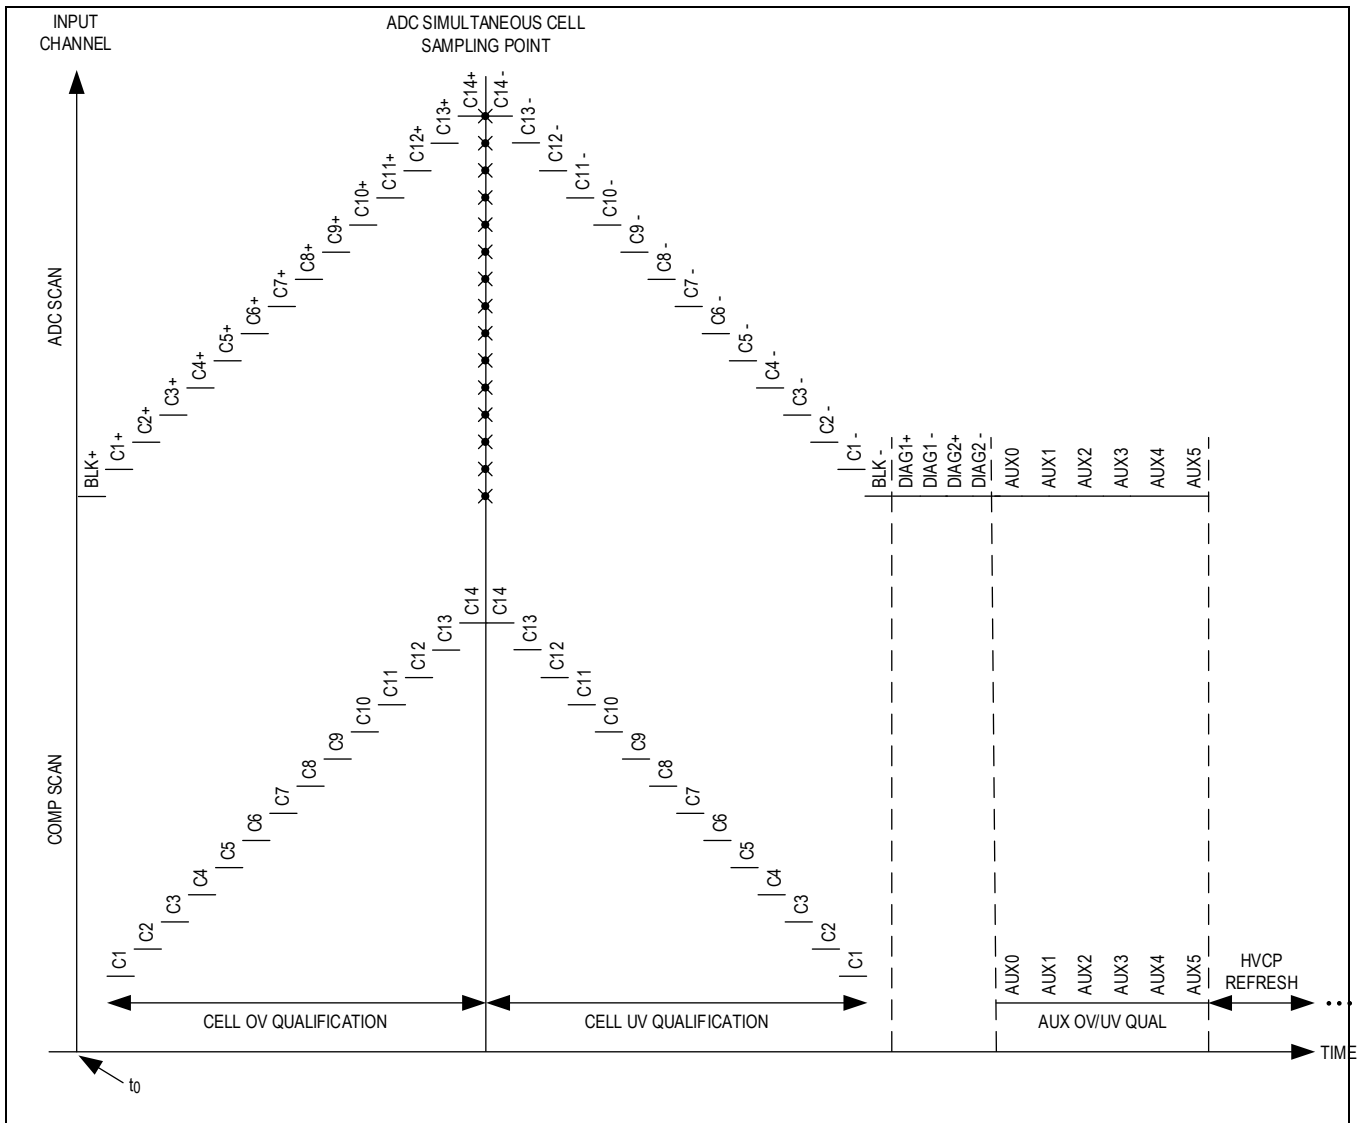 INPUT
CHANNEL
ADC SIMULTANEOUS CELL
SAMPLING POINT
ADC SCAN
BLK+
C1+
C2+
C3+
C4+
C5+
C6+
C7+
C8+
C9+
C10+
C11+
C12+
C13+
C14+
C14-
C13-
C12-
C11-
C10-
C9-
C8-
C7-
C6-
C5-
C4-
C3-
C2-
C1-
BLK-
DIAG1+
DIAG1-
DIAG2+
DIAG2-
AUX0
AUX1
AUX2
AUX3
AUX4
AUX5
COMP SCAN
C1
C2
C3
C4
C5
C6
C7
C8
C9
C10
C11
C12
C13
C14
C14
C13
C12
C11
C10
C9
C8
C7
C6
C5
C4
C3
C2
C1
AUX0
AUX1
AUX2
AUX3
AUX4
AUX5
HVCP
REFRESH
...
CELL OV QUALIFICATION
CELL UV QUALIFICATION
AUX OV/UV QUAL
TIME
t0